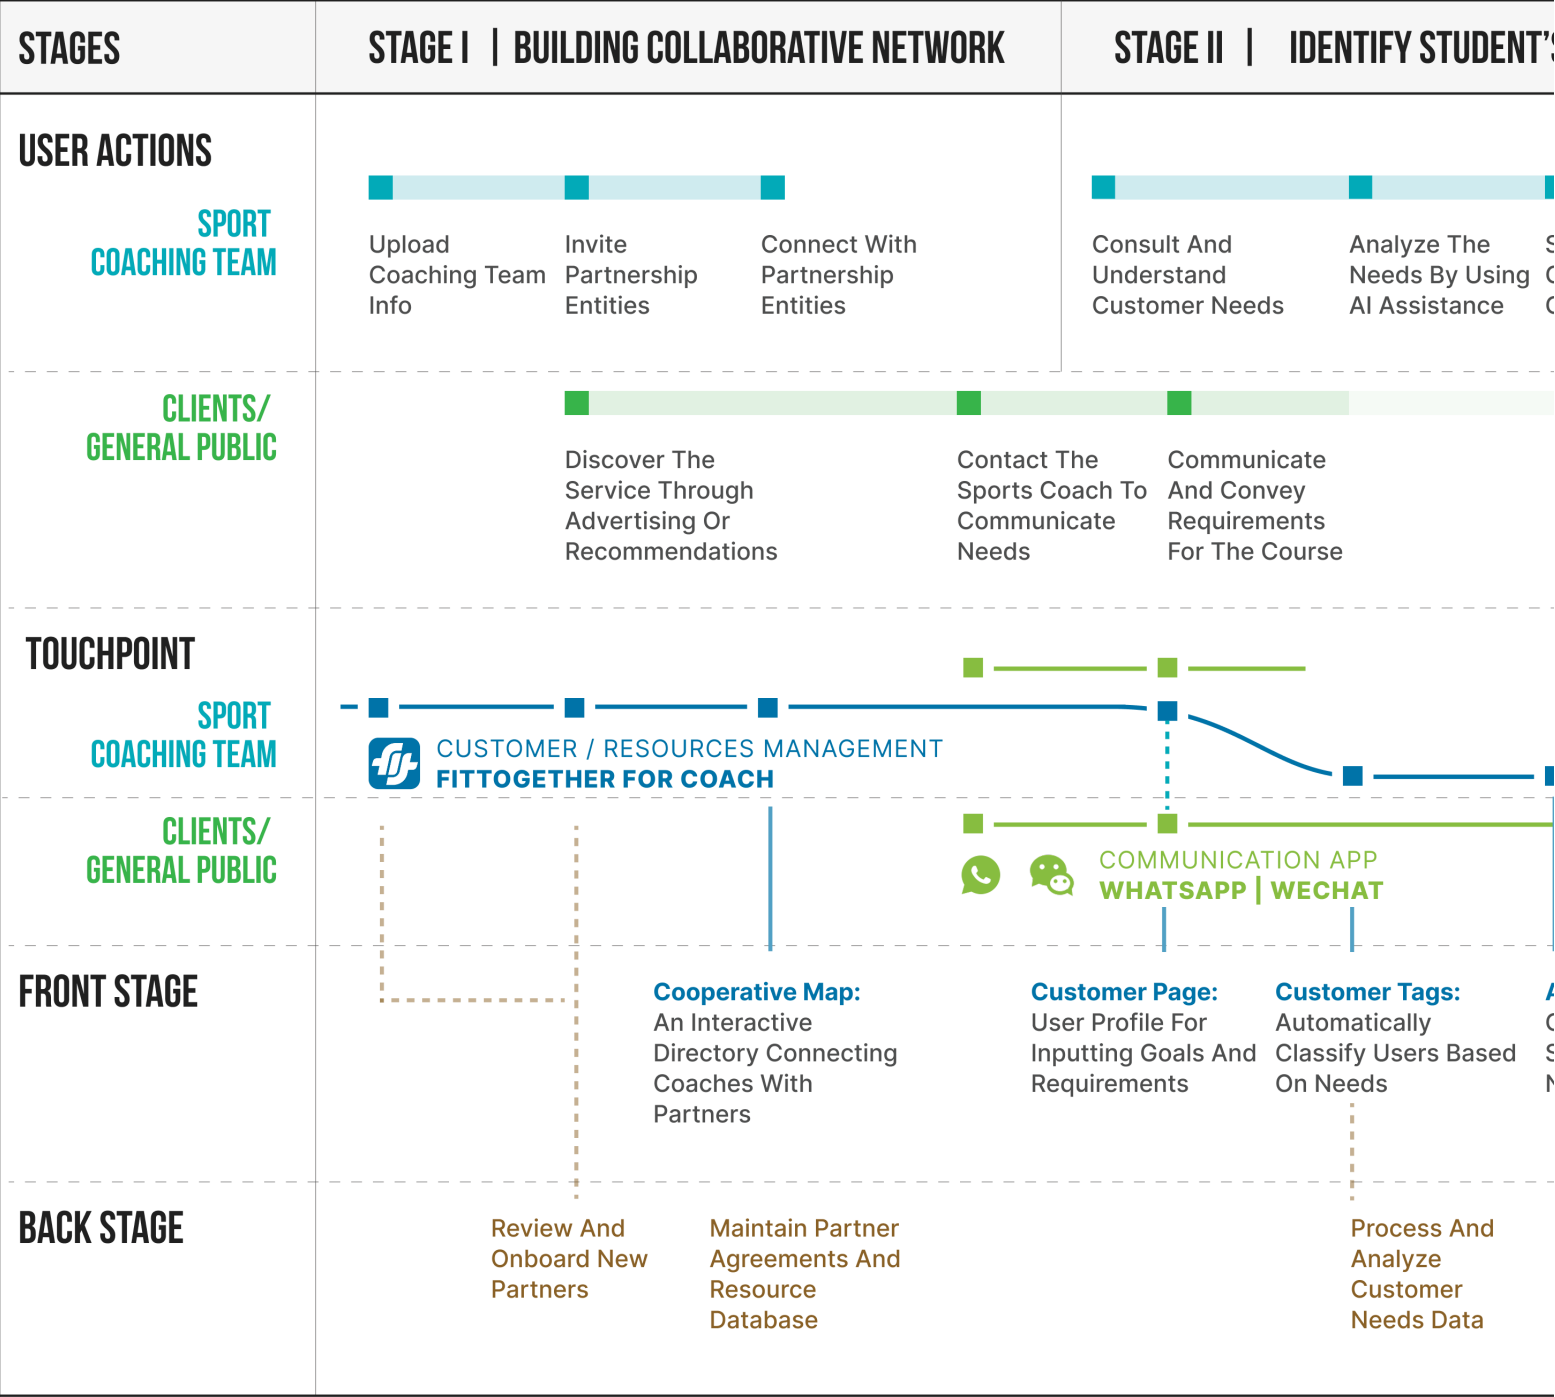 STAGES
STAGE I | BUILDING COLLABORATIVE NETWORK
STAGE II | IDENTIFY STUDENT'S
USER ACTIONS
SPORT
COACHING TEAM
Upload
Coaching Team
Info
Invite
Partnership
Entities
Connect With
Partnership
Entities
Consult And
Understand
Customer Needs
Analyze The
Needs By Using
AI Assistance
CLIENTS/
GENERAL PUBLIC
Discover The
Service Through
Advertising Or
Recommendations
Contact The
Sports Coach To
Communicate
Needs
Communicate
And Convey
Requirements
For The Course
TOUCHPOINT
SPORT
COACHING TEAM
CUSTOMER / RESOURCES MANAGEMENT
FITTOGETHER FOR COACH
CLIENTS/
GENERAL PUBLIC
COMMUNICATION APP
WHATSAPP | WECHAT
FRONT STAGE
Cooperative Map:
An Interactive
Directory Connecting
Coaches With
Partners
Customer Page:
User Profile For
Inputting Goals And
Requirements
Customer Tags:
Automatically
Classify Users Based
On Needs
BACK STAGE
Review And
Onboard New
Partners
Maintain Partner
Agreements And
Resource
Database
Process And
Analyze
Customer
Needs Data